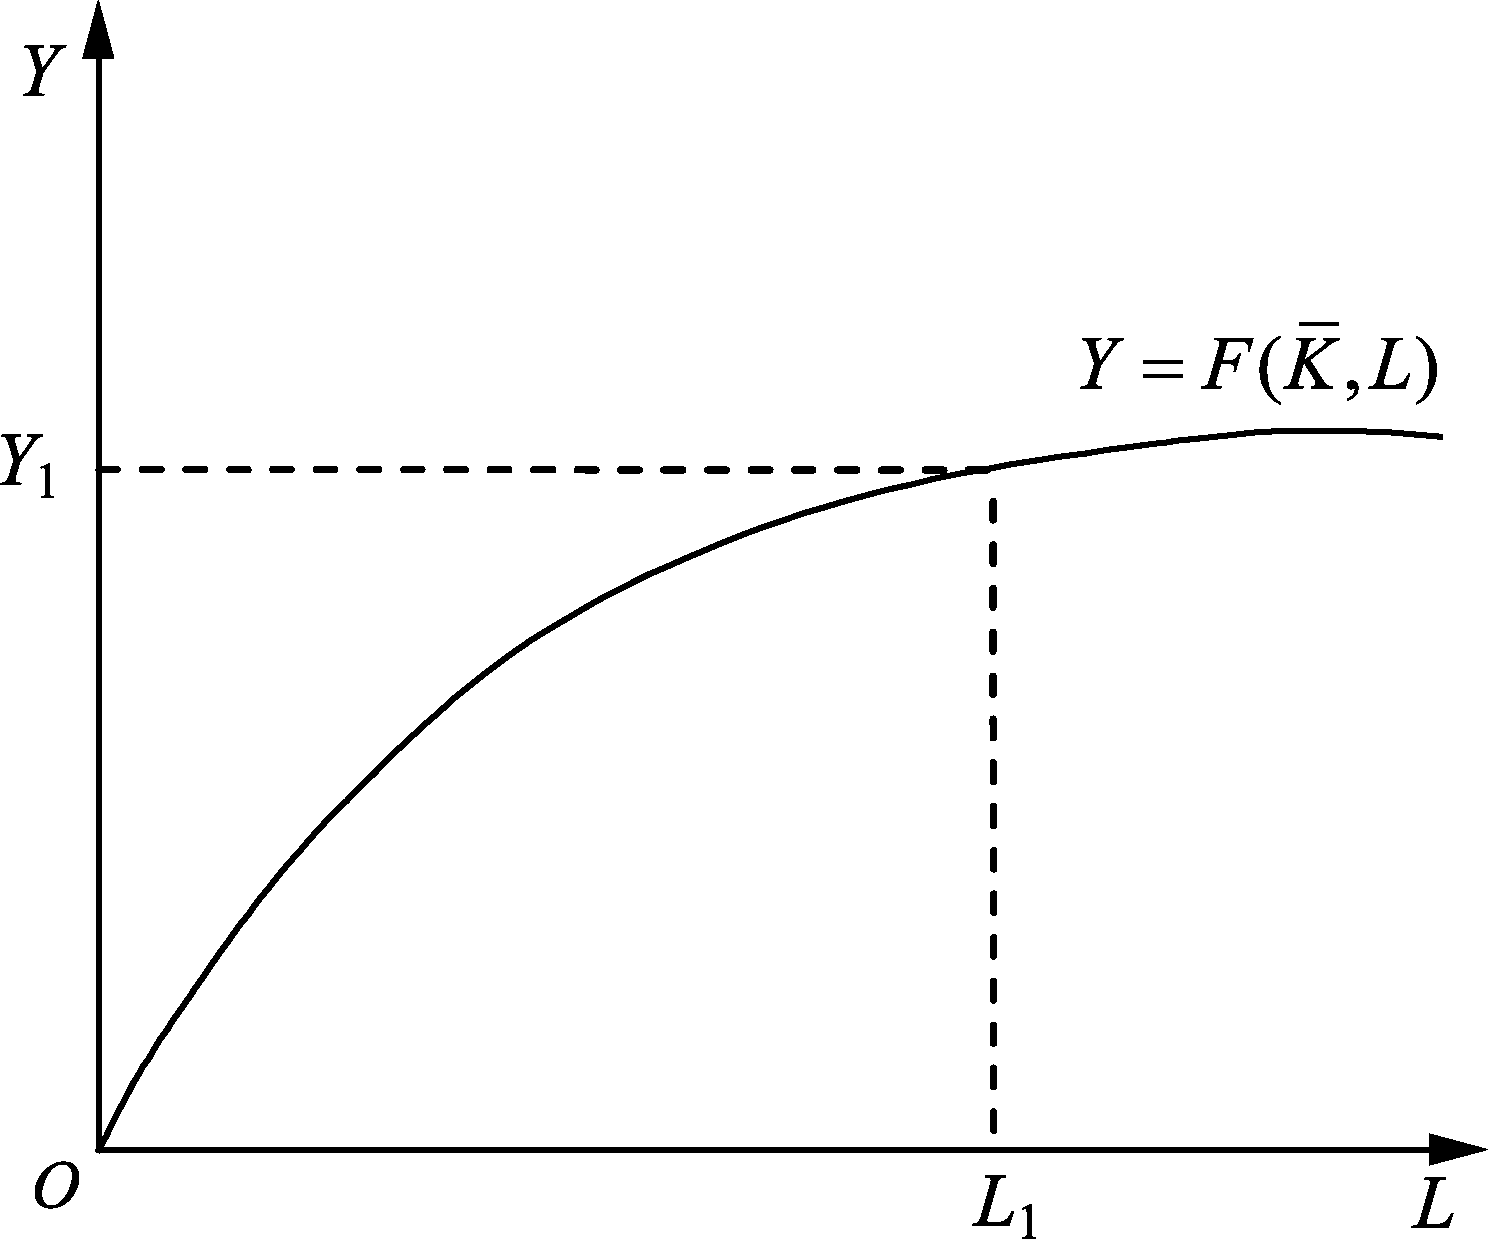 Y
Y = F(K̅, L)
Y₁
O
L₁
L